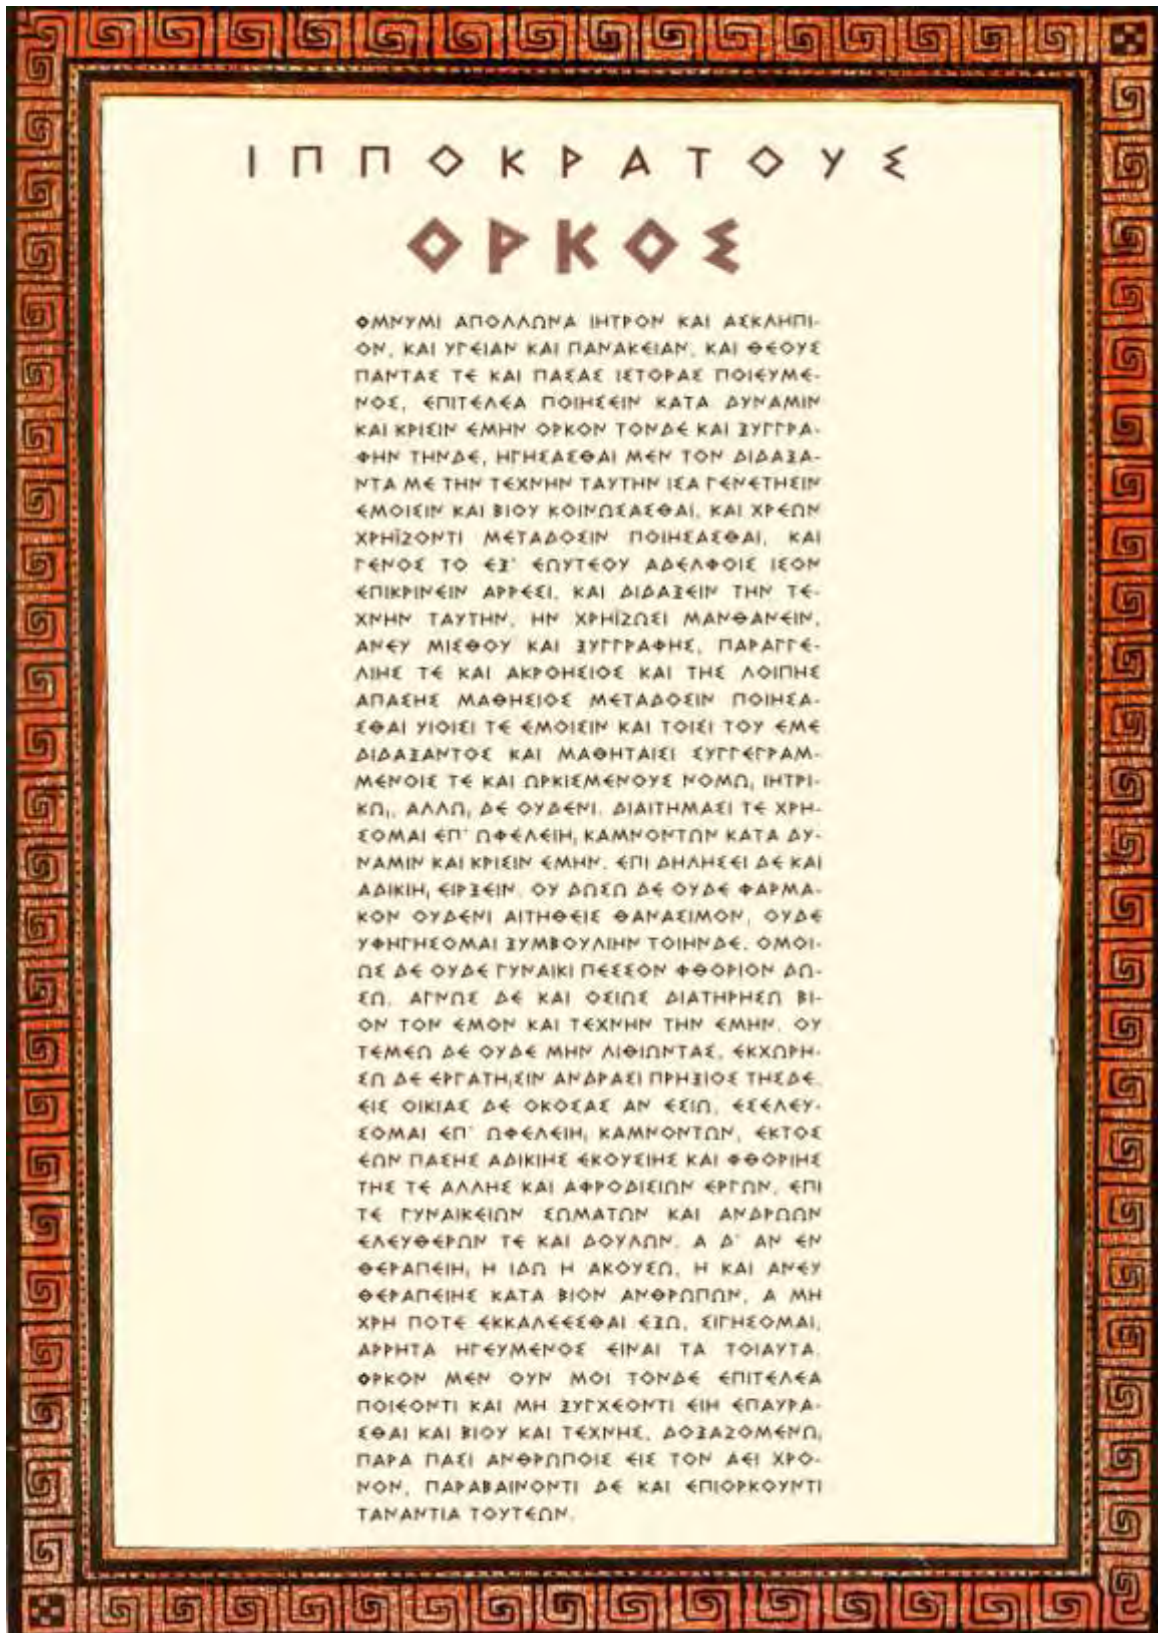 ΙΠΠΟΚΡΑΤΟΥΣ
ΟΡΚΟΣ
ΟΜΝΥΜΙ ΑΠΟΛΛΩΝΑ ΙΗΤΡΟΝ ΚΑΙ ΑΣΚΛΗΠΙ-
ΟΝ, ΚΑΙ ΥΓΕΙΑΝ ΚΑΙ ΠΑΝΑΚΕΙΑΝ, ΚΑΙ ΘΕΟΥΣ
ΠΑΝΤΑΣ ΤΕ ΚΑΙ ΠΑΣΑΣ ΙΣΤΟΡΑΣ ΠΟΙΕΥΜΕ-
ΝΟΣ, ΕΠΙΤΕΛΕΑ ΠΟΙΗΣΕΙΝ ΚΑΤΑ ΔΥΝΑΜΙΝ
ΚΑΙ ΚΡΙΣΙΝ ΕΜΗΝ ΟΡΚΟΝ ΤΟΝΔΕ ΚΑΙ ΞΥΓΓΡΑ-
ΦΗΝ ΤΗΝΔΕ, ΗΓΗΣΑΣΘΑΙ ΜΕΝ ΤΟΝ ΔΙΔΑΞΑ-
ΝΤΑ ΜΕ ΤΗΝ ΤΕΧΝΗΝ ΤΑΥΤΗΝ ΙΣΑ ΓΕΝΕΤΗΣΙΝ
ΕΜΟΙΣΙΝ ΚΑΙ ΒΙΟΥ ΚΟΙΝΩΣΑΣΘΑΙ, ΚΑΙ ΧΡΕΩΝ
ΧΡΗΪΖΟΝΤΙ ΜΕΤΑΔΟΣΙΝ ΠΟΙΗΣΑΣΘΑΙ, ΚΑΙ
ΓΕΝΟΣ ΤΟ ΕΞ' ΕΩΥΤΕΟΥ ΑΔΕΛΦΟΙΣ ΙΣΟΝ
ΕΠΙΚΡΙΝΕΙΝ ΑΡΡΕΣΙ, ΚΑΙ ΔΙΔΑΞΕΙΝ ΤΗΝ ΤΕ-
ΧΝΗΝ ΤΑΥΤΗΝ, ΗΝ ΧΡΗΪΖΩΣΙ ΜΑΝΘΑΝΕΙΝ,
ΑΝΕΥ ΜΙΣΘΟΥ ΚΑΙ ΞΥΓΓΡΑΦΗΣ, ΠΑΡΑΓΓΕ-
ΛΙΗΣ ΤΕ ΚΑΙ ΑΚΡΟΗΣΙΟΣ ΚΑΙ ΤΗΣ ΛΟΙΠΗΣ
ΑΠΑΣΗΣ ΜΑΘΗΣΙΟΣ ΜΕΤΑΔΟΣΙΝ ΠΟΙΗΣΑ-
ΣΘΑΙ ΥΙΟΙΣΙ ΤΕ ΕΜΟΙΣΙΝ ΚΑΙ ΤΟΙΣΙ ΤΟΥ ΕΜΕ
ΔΙΔΑΞΑΝΤΟΣ ΚΑΙ ΜΑΘΗΤΑΙΣΙ ΣΥΓΓΕΓΡΑΜ-
ΜΕΝΟΙΣ ΤΕ ΚΑΙ ΩΡΚΙΣΜΕΝΟΥΣ ΝΟΜΩͺ ΙΗΤΡΙ-
ΚΩͺ, ΑΛΛΩͺ ΔΕ ΟΥΔΕΝΙ. ΔΙΑΙΤΗΜΑΣΙ ΤΕ ΧΡΗ-
ΣΟΜΑΙ ΕΠ' ΩΦΕΛΕΙΗͺ ΚΑΜΝΟΝΤΩΝ ΚΑΤΑ ΔΥ-
ΝΑΜΙΝ ΚΑΙ ΚΡΙΣΙΝ ΕΜΗΝ. ΕΠΙ ΔΗΛΗΣΕΙ ΔΕ ΚΑΙ
ΑΔΙΚΙΗͺ ΕΙΡΞΕΙΝ. ΟΥ ΔΩΣΩ ΔΕ ΟΥΔΕ ΦΑΡΜΑ-
ΚΟΝ ΟΥΔΕΝΙ ΑΙΤΗΘΕΙΣ ΘΑΝΑΣΙΜΟΝ, ΟΥΔΕ
ΥΦΗΓΗΣΟΜΑΙ ΞΥΜΒΟΥΛΙΗΝ ΤΟΙΗΝΔΕ. ΟΜΟΙ-
ΩΣ ΔΕ ΟΥΔΕ ΓΥΝΑΙΚΙ ΠΕΣΣΟΝ ΦΘΟΡΙΟΝ ΔΩ-
ΣΩ. ΑΓΝΩΣ ΔΕ ΚΑΙ ΟΣΙΩΣ ΔΙΑΤΗΡΗΣΩ ΒΙ-
ΟΝ ΤΟΝ ΕΜΟΝ ΚΑΙ ΤΕΧΝΗΝ ΤΗΝ ΕΜΗΝ. ΟΥ
ΤΕΜΕΩ ΔΕ ΟΥΔΕ ΜΗΝ ΛΙΘΙΩΝΤΑΣ, ΕΚΧΩΡΗ-
ΣΩ ΔΕ ΕΡΓΑΤΗͺΣΙΝ ΑΝΔΡΑΣΙ ΠΡΗΞΙΟΣ ΤΗΣΔΕ.
ΕΙΣ ΟΙΚΙΑΣ ΔΕ ΟΚΟΣΑΣ ΑΝ ΕΣΙΩ, ΕΣΕΛΕΥ-
ΣΟΜΑΙ ΕΠ' ΩΦΕΛΕΙΗͺ ΚΑΜΝΟΝΤΩΝ, ΕΚΤΟΣ
ΕΩΝ ΠΑΣΗΣ ΑΔΙΚΙΗΣ ΕΚΟΥΣΙΗΣ ΚΑΙ ΦΘΟΡΙΗΣ
ΤΗΣ ΤΕ ΑΛΛΗΣ ΚΑΙ ΑΦΡΟΔΙΣΙΩΝ ΕΡΓΩΝ, ΕΠΙ
ΤΕ ΓΥΝΑΙΚΕΙΩΝ ΣΩΜΑΤΩΝ ΚΑΙ ΑΝΔΡΩΩΝ
ΕΛΕΥΘΕΡΩΝ ΤΕ ΚΑΙ ΔΟΥΛΩΝ. Α Δ' ΑΝ ΕΝ
ΘΕΡΑΠΕΙΗͺ Η ΙΔΩ Η ΑΚΟΥΣΩ, Η ΚΑΙ ΑΝΕΥ
ΘΕΡΑΠΕΙΗΣ ΚΑΤΑ ΒΙΟΝ ΑΝΘΡΩΠΩΝ, Α ΜΗ
ΧΡΗ ΠΟΤΕ ΕΚΚΑΛΕΕΣΘΑΙ ΕΞΩ, ΣΙΓΗΣΟΜΑΙ,
ΑΡΡΗΤΑ ΗΓΕΥΜΕΝΟΣ ΕΙΝΑΙ ΤΑ ΤΟΙΑΥΤΑ.
ΟΡΚΟΝ ΜΕΝ ΟΥΝ ΜΟΙ ΤΟΝΔΕ ΕΠΙΤΕΛΕΑ
ΠΟΙΕΟΝΤΙ ΚΑΙ ΜΗ ΞΥΓΧΕΟΝΤΙ ΕΙΗ ΕΠΑΥΡΑ-
ΣΘΑΙ ΚΑΙ ΒΙΟΥ ΚΑΙ ΤΕΧΝΗΣ, ΔΟΞΑΖΟΜΕΝΩͺ
ΠΑΡΑ ΠΑΣΙ ΑΝΘΡΩΠΟΙΣ ΕΙΣ ΤΟΝ ΑΕΙ ΧΡΟ-
ΝΟΝ, ΠΑΡΑΒΑΙΝΟΝΤΙ ΔΕ ΚΑΙ ΕΠΙΟΡΚΟΥΝΤΙ
ΤΑΝΑΝΤΙΑ ΤΟΥΤΕΩΝ.